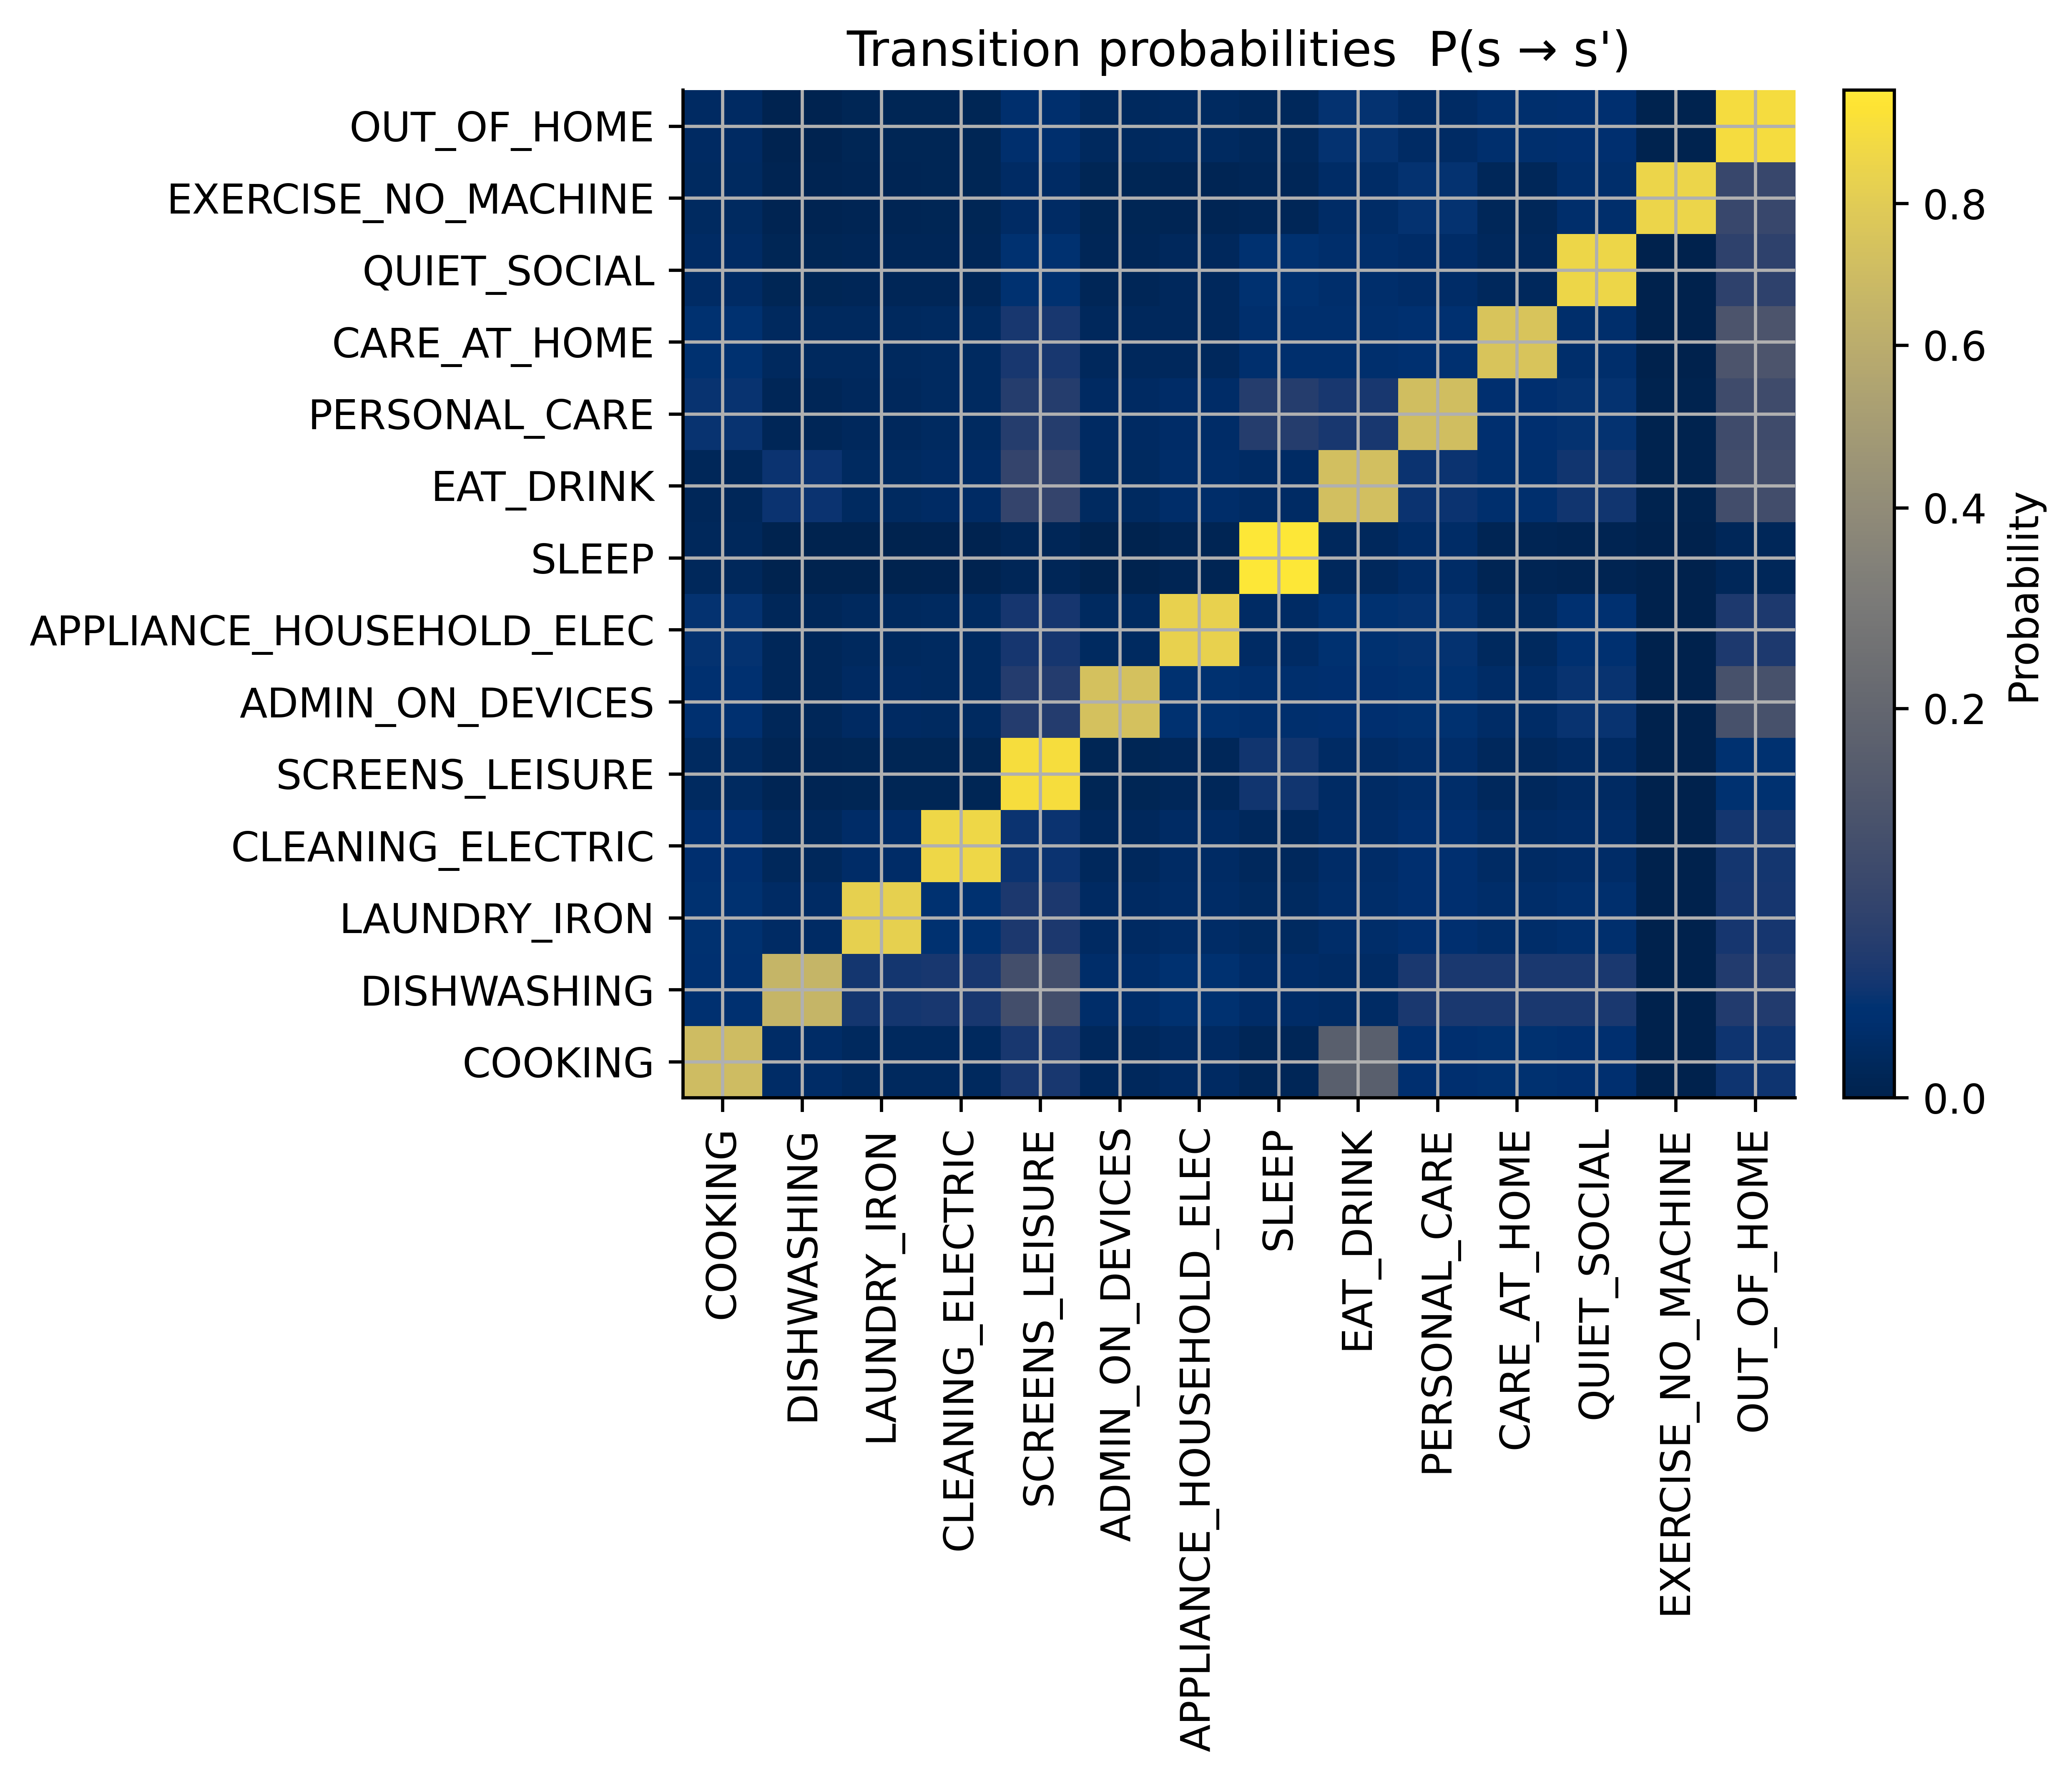 Transition probabilities P(s → s')
OUT_OF_HOME
EXERCISE_NO_MACHINE
QUIET_SOCIAL
CARE_AT_HOME
PERSONAL_CARE
EAT_DRINK
SLEEP
APPLIANCE_HOUSEHOLD_ELEC
ADMIN_ON_DEVICES
SCREENS_LEISURE
CLEANING_ELECTRIC
LAUNDRY_IRON
DISHWASHING
COOKING
COOKING
DISHWASHING
LAUNDRY_IRON
CLEANING_ELECTRIC
SCREENS_LEISURE
ADMIN_ON_DEVICES
APPLIANCE_HOUSEHOLD_ELEC
SLEEP
EAT_DRINK
PERSONAL_CARE
CARE_AT_HOME
QUIET_SOCIAL
EXERCISE_NO_MACHINE
OUT_OF_HOME
0.8
0.6
0.4
0.2
0.0
Probability